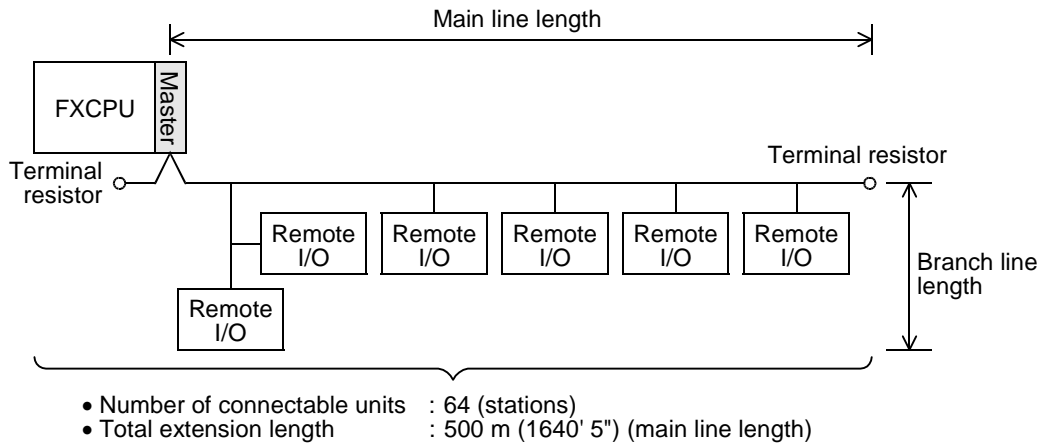 Main line length
FXCPU
Master
Terminal
resistor
Terminal resistor
Remote
I/O
Remote
I/O
Remote
I/O
Remote
I/O
Remote
I/O
Remote
I/O
Branch line
length
• Number of connectable units : 64 (stations)
• Total extension length : 500 m (1640' 5") (main line length)